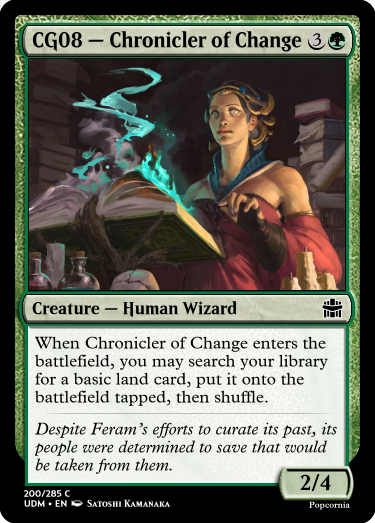 CG08 — Chronicler of Change 3
Creature — Human Wizard
When Chronicler of Change enters the
battlefield, you may search your library
for a basic land card, put it onto the
battlefield tapped, then shuffle.
Despite Feram's efforts to curate its past, its
people were determined to save that would
be taken from them.
2/4
200/285 C
UDM • EN Satoshi Kamanaka
Popcornia